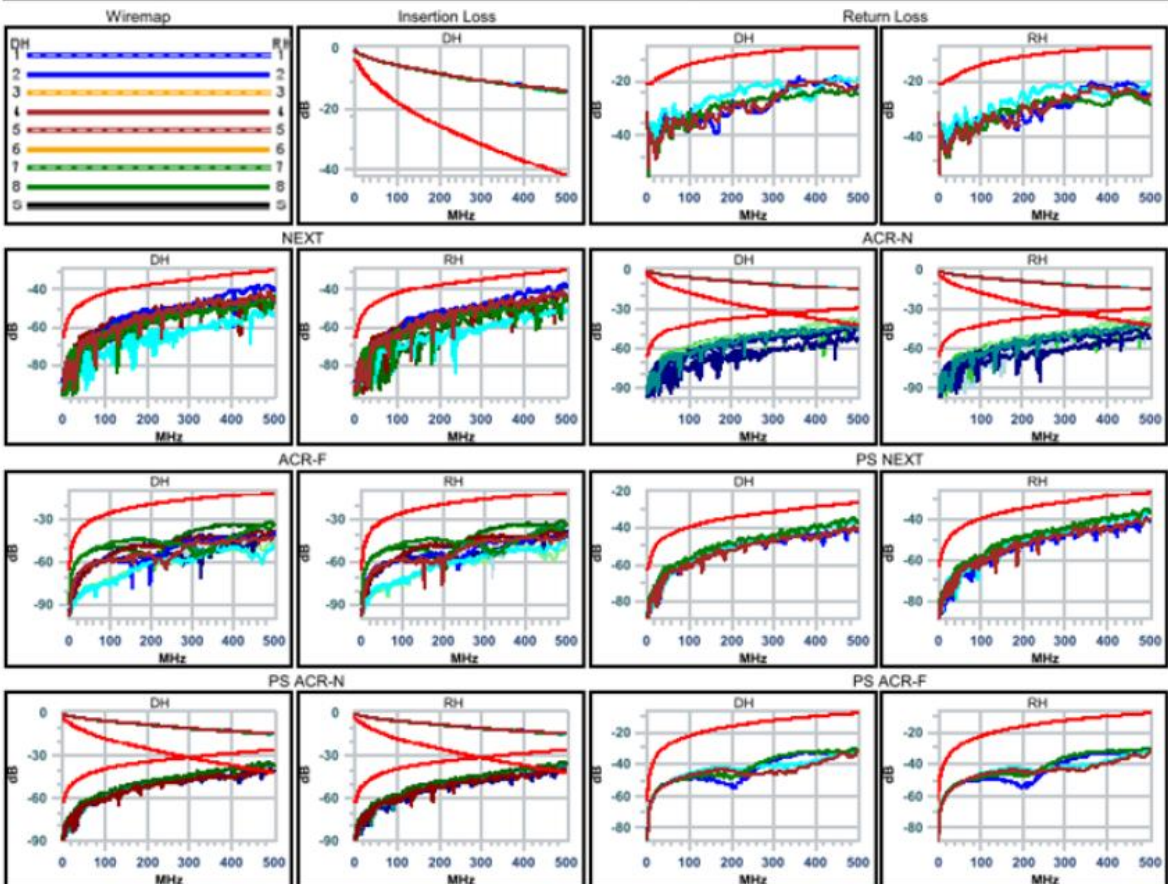 Wiremap Insertion Loss Return Loss
DH RH DH DH RH
1 1
2 2
3 3
4 4
5 5
6 6
7 7
8 8
S S
0 -20 -40 dB
0 100 200 300 400 500
MHz
-20 -40 dB
0 100 200 300 400 500
MHz
-20 -40 dB
0 100 200 300 400 500
MHz
NEXT ACR-N
DH RH DH RH
-40 -60 -80 dB
0 100 200 300 400 500
MHz
-40 -60 -80 dB
0 100 200 300 400 500
MHz
0 -30 -60 -90 dB
0 100 200 300 400 500
MHz
0 -30 -60 -90 dB
0 100 200 300 400 500
MHz
ACR-F PS NEXT
DH RH DH RH
-30 -60 -90 dB
0 100 200 300 400 500
MHz
-30 -60 -90 dB
0 100 200 300 400 500
MHz
-20 -40 -60 -80 dB
0 100 200 300 400 500
MHz
-40 -60 -80 dB
0 100 200 300 400 500
MHz
PS ACR-N PS ACR-F
DH RH DH RH
0 -30 -60 -90 dB
0 100 200 300 400 500
MHz
0 -30 -60 -90 dB
0 100 200 300 400 500
MHz
-20 -40 -60 -80 dB
0 100 200 300 400 500
MHz
-20 -40 -60 -80 dB
0 100 200 300 400 500
MHz